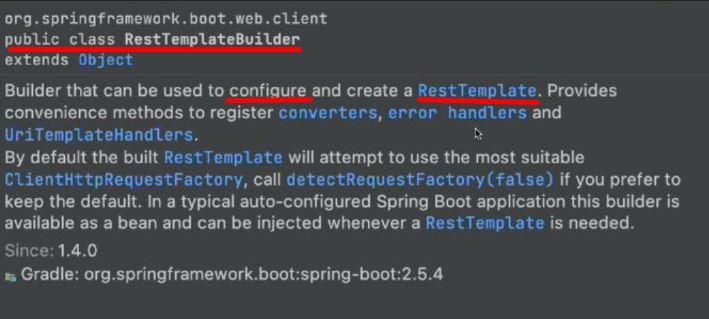 org.springframework.boot.web.client
public class RestTemplateBuilder
extends Object
Builder that can be used to configure and create a RestTemplate. Provides
convenience methods to register converters, error handlers and
UriTemplateHandlers.
By default the built RestTemplate will attempt to use the most suitable
ClientHttpRequestFactory, call detectRequestFactory(false) if you prefer to
keep the default. In a typical auto-configured Spring Boot application this builder is
available as a bean and can be injected whenever a RestTemplate is needed.
Since: 1.4.0
Gradle: org.springframework.boot:spring-boot:2.5.4